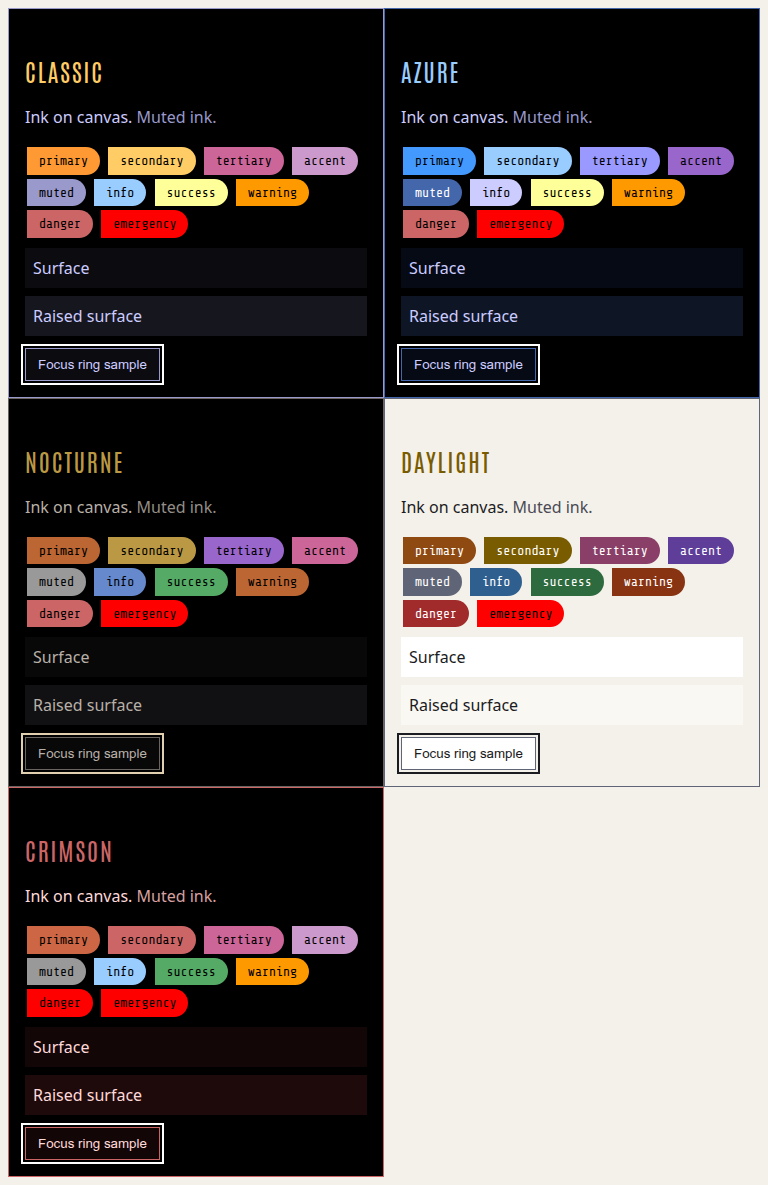 CLASSIC
Ink on canvas. Muted ink.
primary secondary tertiary accent
muted info success warning
danger emergency
Surface
Raised surface
Focus ring sample
AZURE
Ink on canvas. Muted ink.
primary secondary tertiary accent
muted info success warning
danger emergency
Surface
Raised surface
Focus ring sample
NOCTURNE
Ink on canvas. Muted ink.
primary secondary tertiary accent
muted info success warning
danger emergency
Surface
Raised surface
Focus ring sample
DAYLIGHT
Ink on canvas. Muted ink.
primary secondary tertiary accent
muted info success warning
danger emergency
Surface
Raised surface
Focus ring sample
CRIMSON
Ink on canvas. Muted ink.
primary secondary tertiary accent
muted info success warning
danger emergency
Surface
Raised surface
Focus ring sample